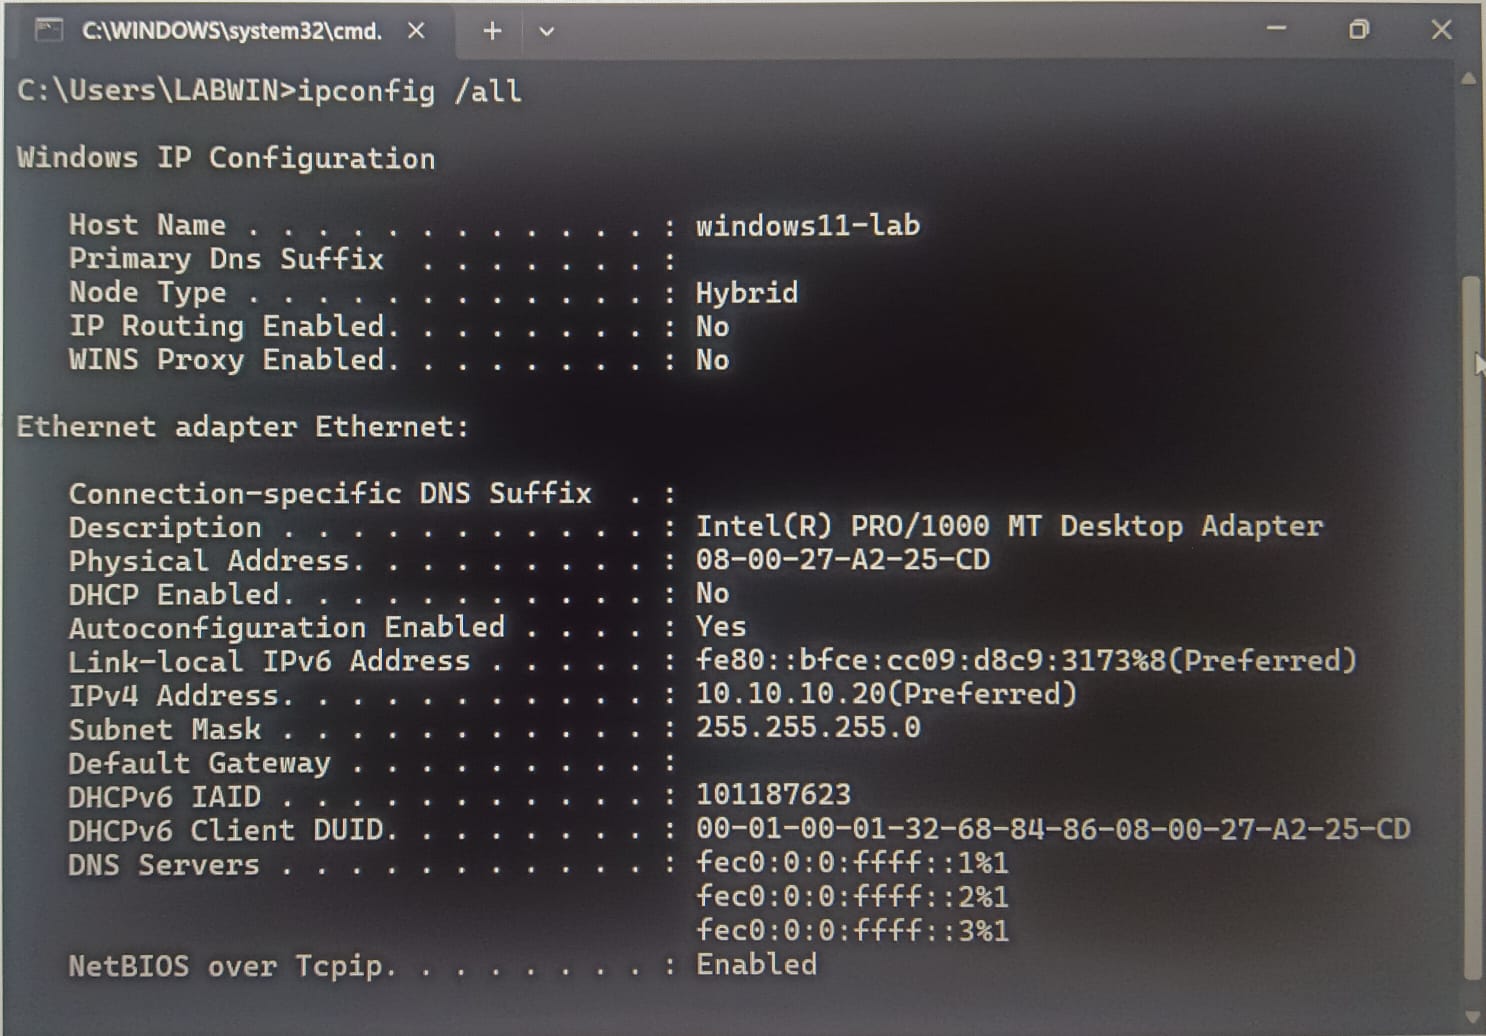 C:\WINDOWS\system32\cmd.
C:\Users\LABWIN>ipconfig /all
Windows IP Configuration
Host Name . . . . . . . . . . . . : windows11-lab
Primary Dns Suffix  . . . . . . . :
Node Type . . . . . . . . . . . . : Hybrid
IP Routing Enabled. . . . . . . . : No
WINS Proxy Enabled. . . . . . . . : No
Ethernet adapter Ethernet:
Connection-specific DNS Suffix  . :
Description . . . . . . . . . . . : Intel(R) PRO/1000 MT Desktop Adapter
Physical Address. . . . . . . . . : 08-00-27-A2-25-CD
DHCP Enabled. . . . . . . . . . . : No
Autoconfiguration Enabled . . . . : Yes
Link-local IPv6 Address . . . . . : fe80::bfce:cc09:d8c9:3173%8(Preferred)
IPv4 Address. . . . . . . . . . . : 10.10.10.20(Preferred)
Subnet Mask . . . . . . . . . . . : 255.255.255.0
Default Gateway . . . . . . . . . :
DHCPv6 IAID . . . . . . . . . . . : 101187623
DHCPv6 Client DUID. . . . . . . . : 00-01-00-01-32-68-84-86-08-00-27-A2-25-CD
DNS Servers . . . . . . . . . . . : fec0:0:0:ffff::1%1
fec0:0:0:ffff::2%1
fec0:0:0:ffff::3%1
NetBIOS over Tcpip. . . . . . . . : Enabled